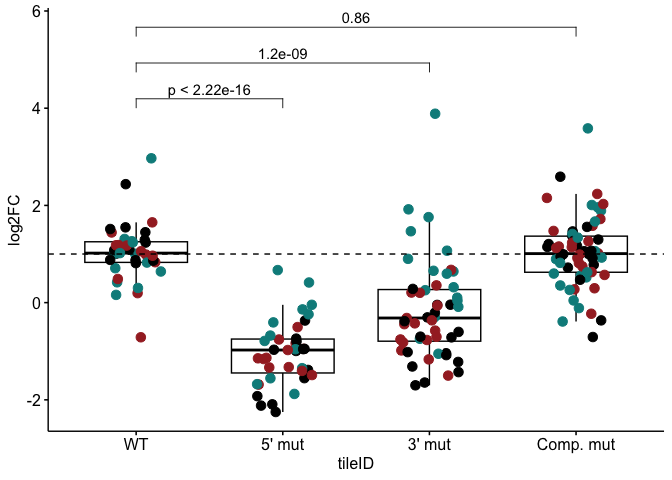 6
4
2
0
-2
log2FC
0.86
1.2e-09
p < 2.22e-16
WT
5' mut
3' mut
Comp. mut
tileID